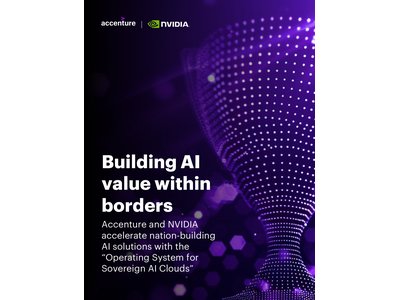 accenture | NVIDIA
Building AI
value within
borders
Accenture and NVIDIA
accelerate nation-building
AI solutions with the
“Operating System for
Sovereign AI Clouds”